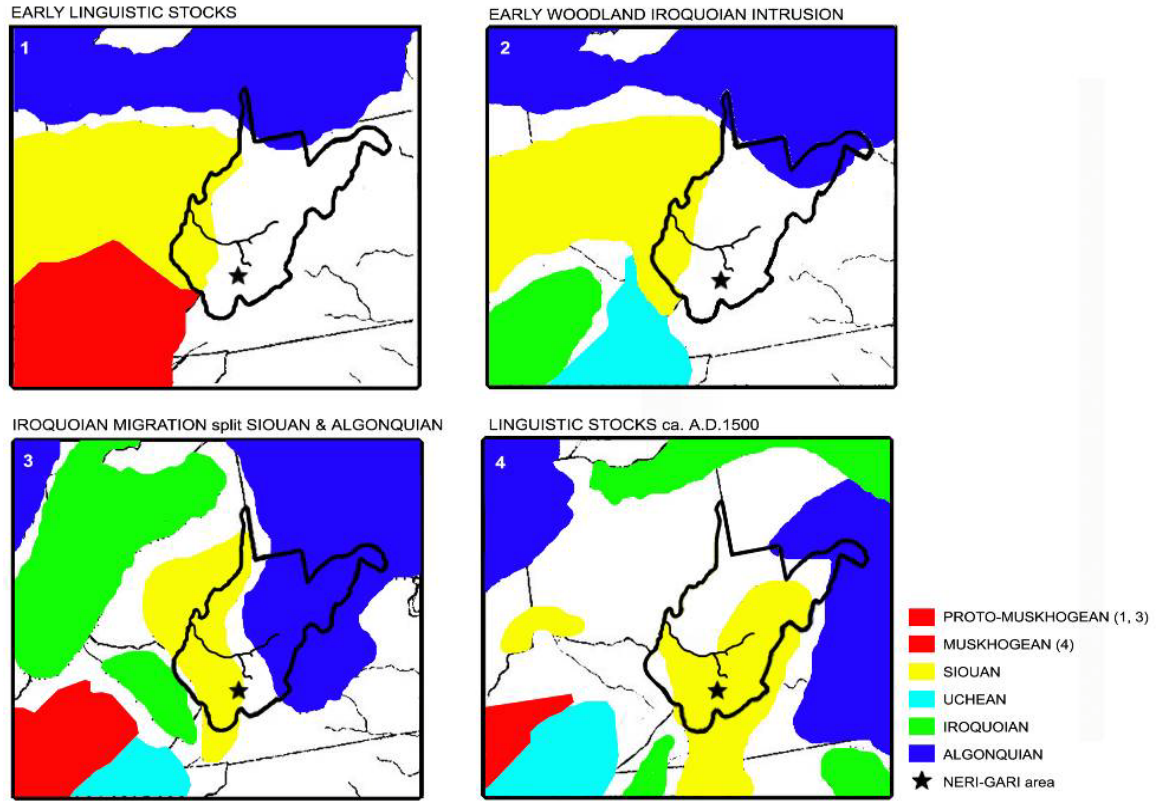 EARLY LINGUISTIC STOCKS
1
EARLY WOODLAND IROQUOIAN INTRUSION
2
IROQUOIAN MIGRATION split SIOUAN & ALGONQUIAN
3
LINGUISTIC STOCKS ca. A.D.1500
4
PROTO-MUSKHOGEAN (1, 3)
MUSKHOGEAN (4)
SIOUAN
UCHEAN
IROQUOIAN
ALGONQUIAN
NERI-GARI area